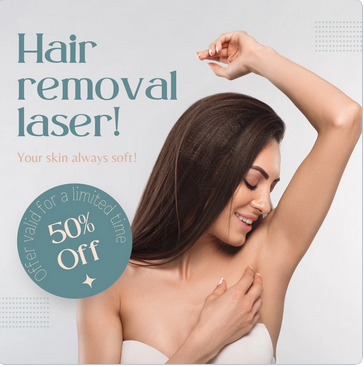 Hair
removal
laser!
Your skin always soft!
Offer valid for a limited time
50%
Off